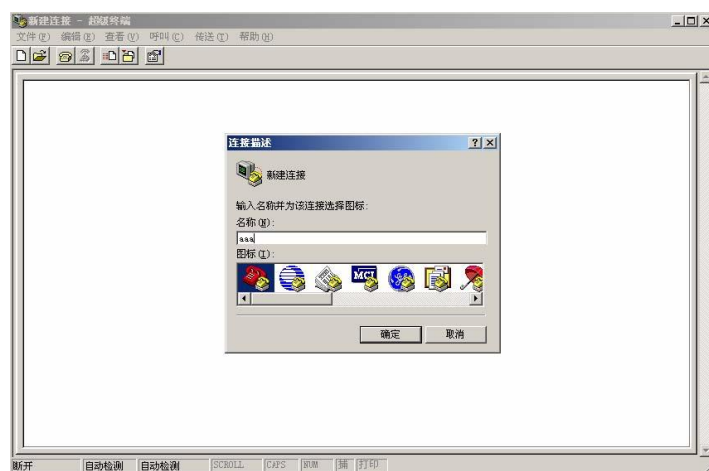 新建连接 - 超级终端
文件(F) 编辑(E) 查看(V) 呼叫(C) 传送(T) 帮助(H)
连接描述
新建连接
输入名称并为该连接选择图标:
名称(N):
aaa
图标(I):
MCI
确定 取消
断开 自动检测 自动检测 SCROLL CAPS NUM 捕 打印